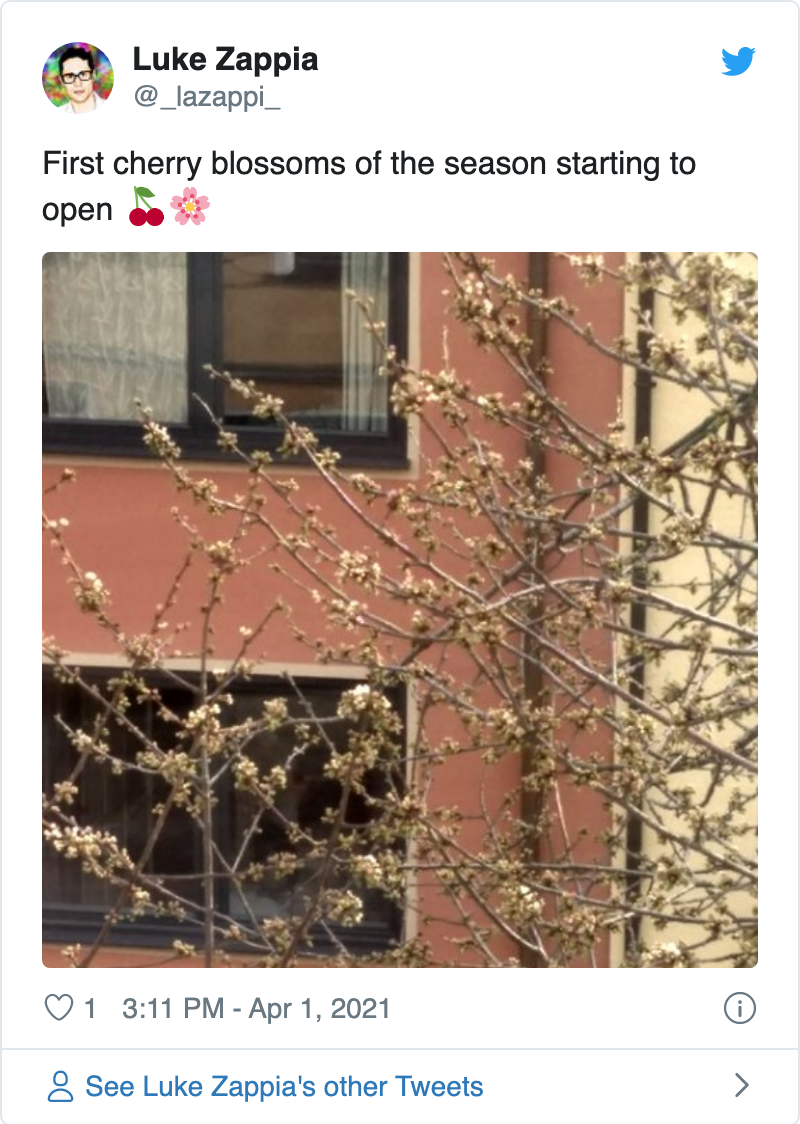 Luke Zappia
@_lazappi_
First cherry blossoms of the season starting to
open 🍒🌸
1 3:11 PM - Apr 1, 2021
See Luke Zappia's other Tweets